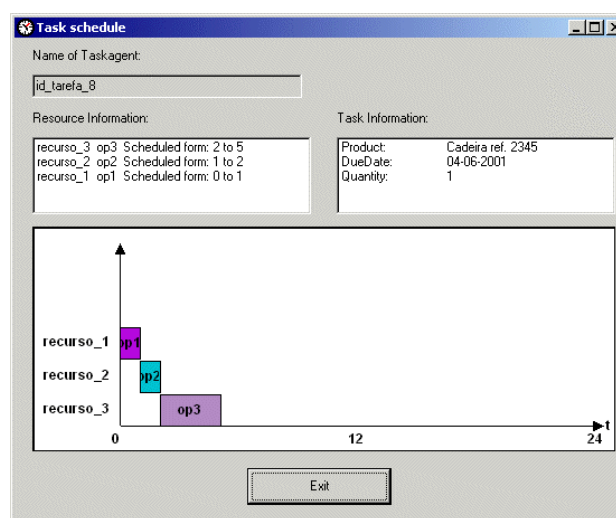 Task schedule
Name of Taskagent:
id_tarefa_8
Resource Information:
recurso_3 op3 Scheduled form: 2 to 5
recurso_2 op2 Scheduled form: 1 to 2
recurso_1 op1 Scheduled form: 0 to 1
Task Information:
Product: Cadeira ref. 2345
DueDate: 04-06-2001
Quantity: 1
recurso_1 op1
recurso_2 op2
recurso_3 op3
t
0 12 24
Exit